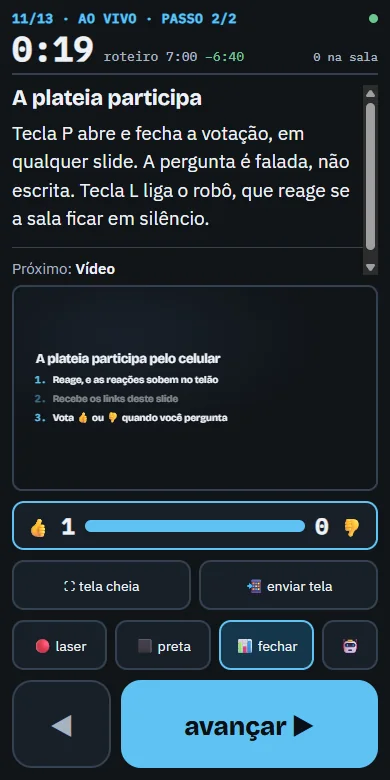 11/13 · AO VIVO · PASSO 2/2
0:19 roteiro 7:00 −6:40 0 na sala
A plateia participa
Tecla P abre e fecha a votação, em
qualquer slide. A pergunta é falada, não
escrita. Tecla L liga o robô, que reage se
a sala ficar em silêncio.
Próximo: Vídeo
A plateia participa pelo celular
1. Reage, e as reações sobem no telão
2. Recebe os links deste slide
3. Vota 👍 ou 👎 quando você pergunta
👍 1 0 👎
⛶ tela cheia 📲 enviar tela
🔴 laser ⬛ preta 📊 fechar 🤖
◀ avançar ▶